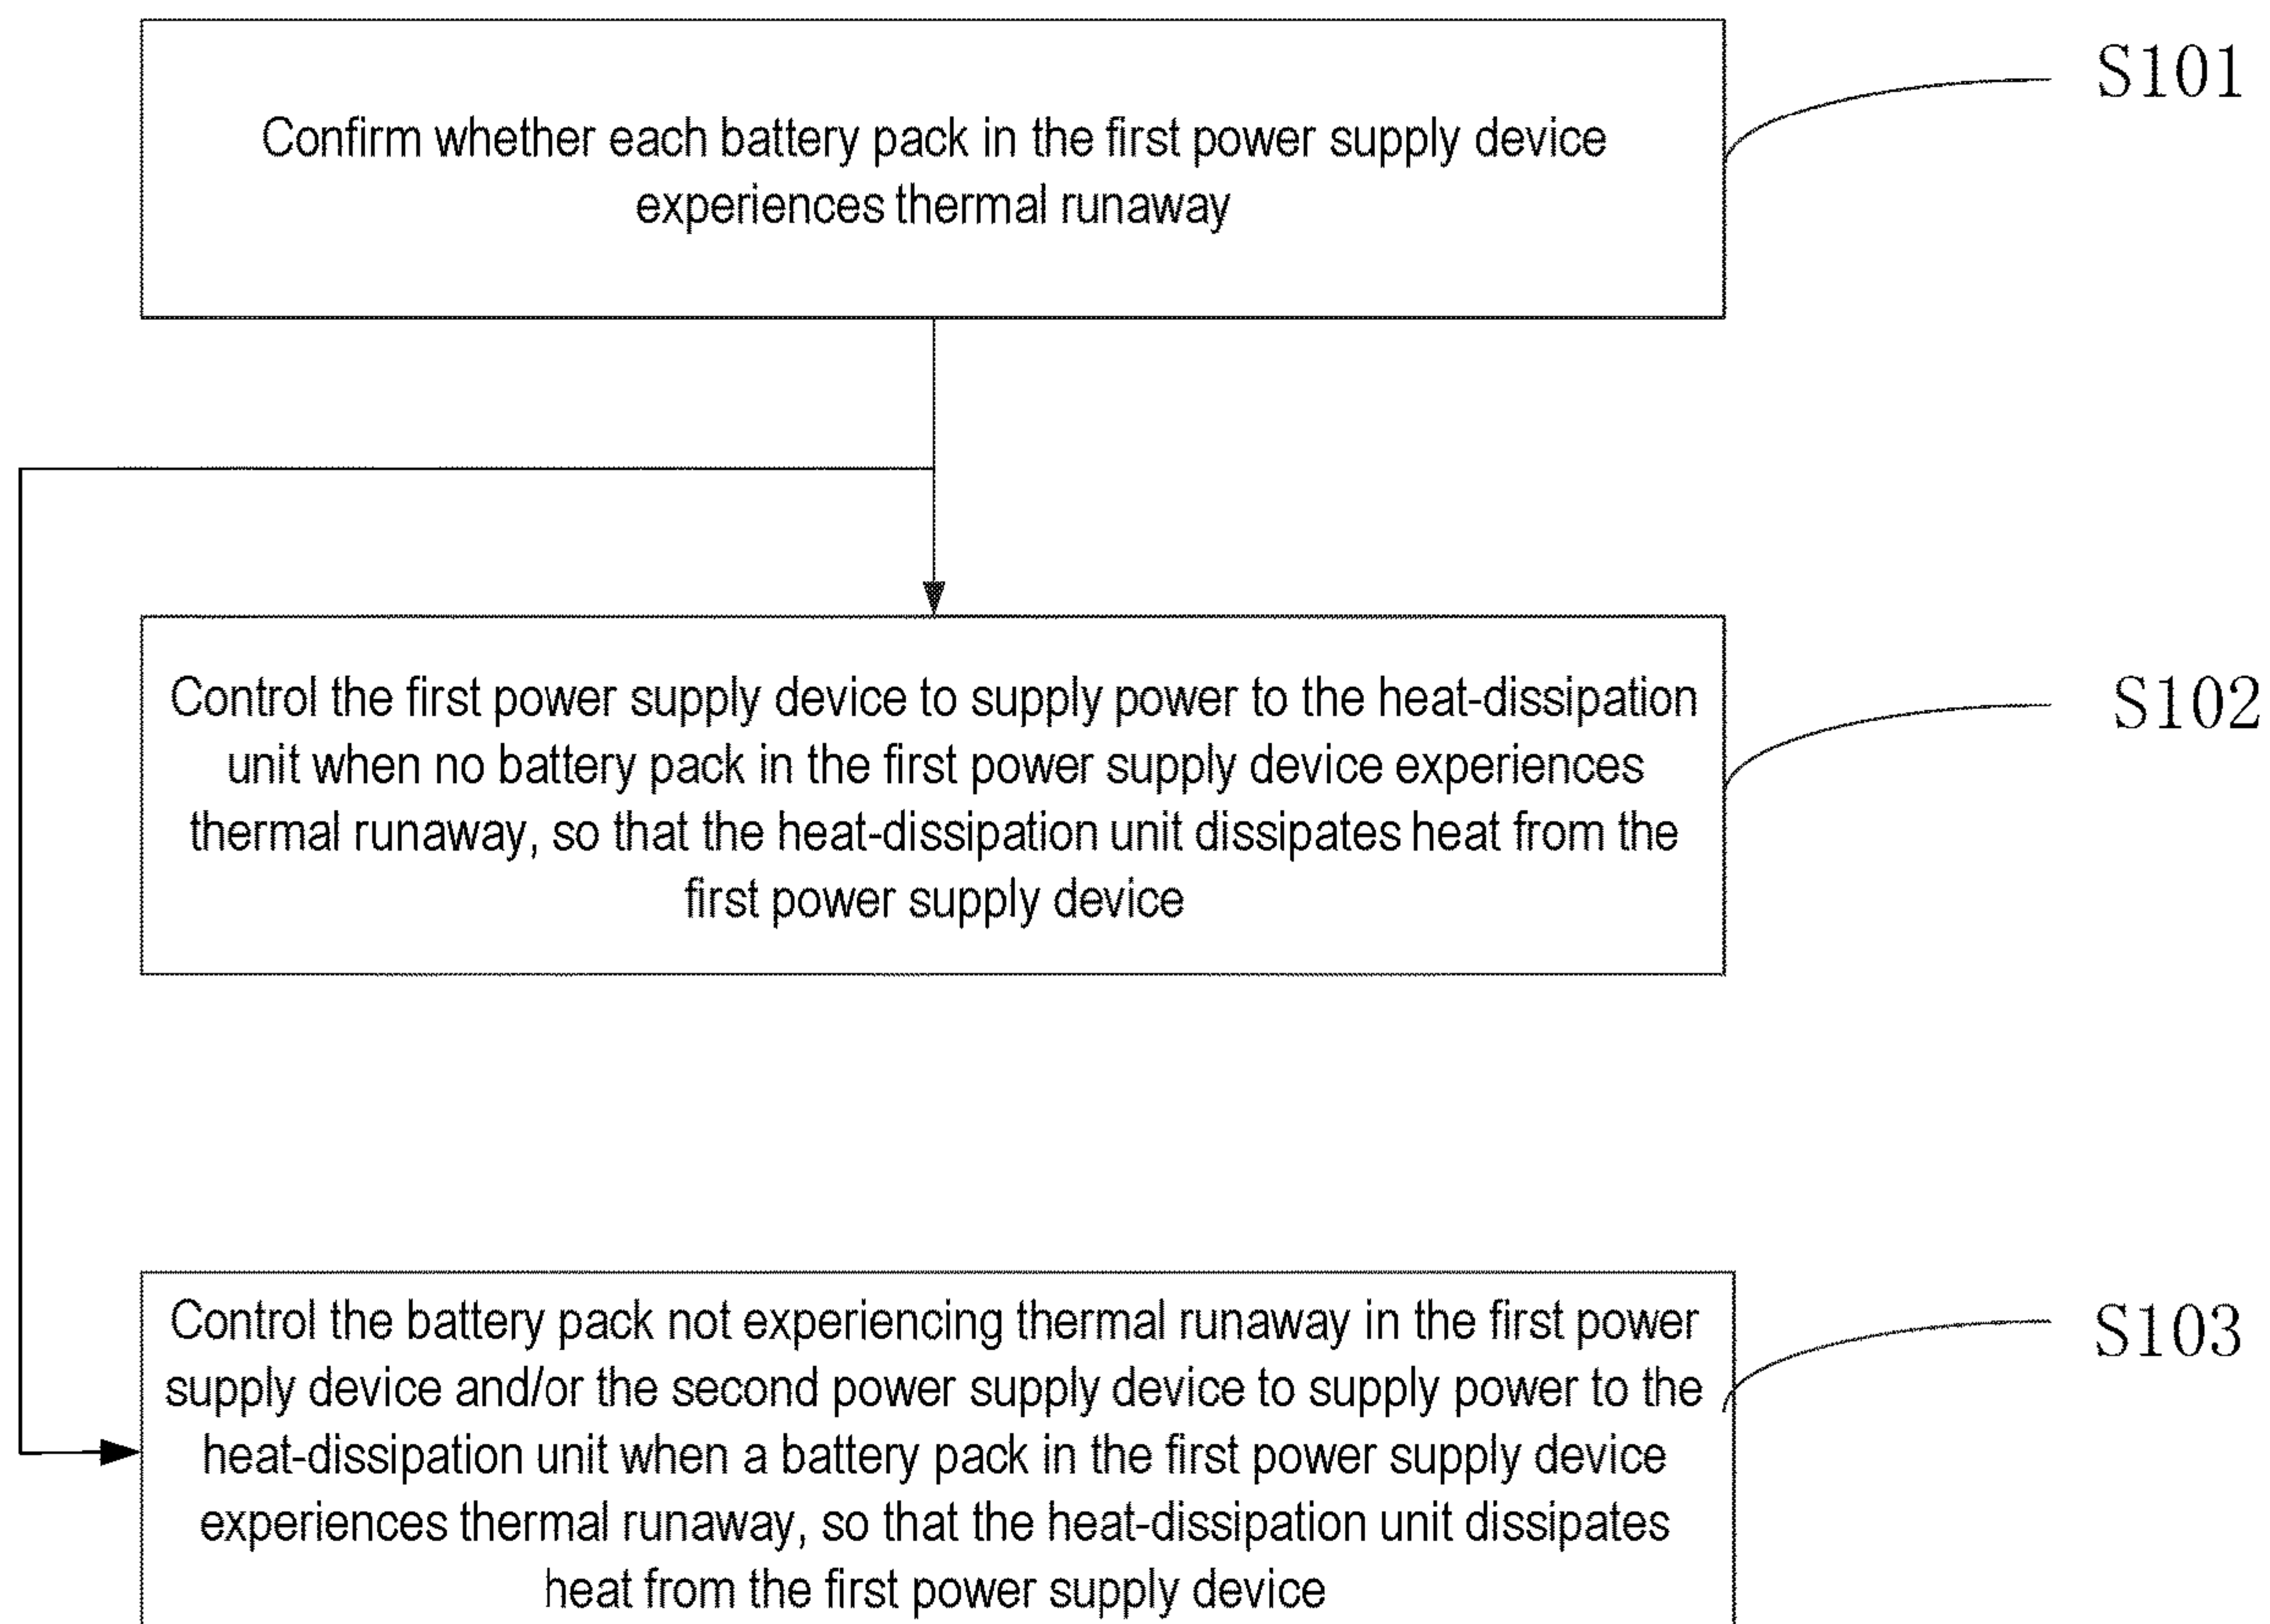 S101
Confirm whether each battery pack in the first power supply device
experiences thermal runaway
S102
Control the first power supply device to supply power to the heat-dissipation
unit when no battery pack in the first power supply device experiences
thermal runaway, so that the heat-dissipation unit dissipates heat from the
first power supply device
S103
Control the battery pack not experiencing thermal runaway in the first power
supply device and/or the second power supply device to supply power to the
heat-dissipation unit when a battery pack in the first power supply device
experiences thermal runaway, so that the heat-dissipation unit dissipates
heat from the first power supply device